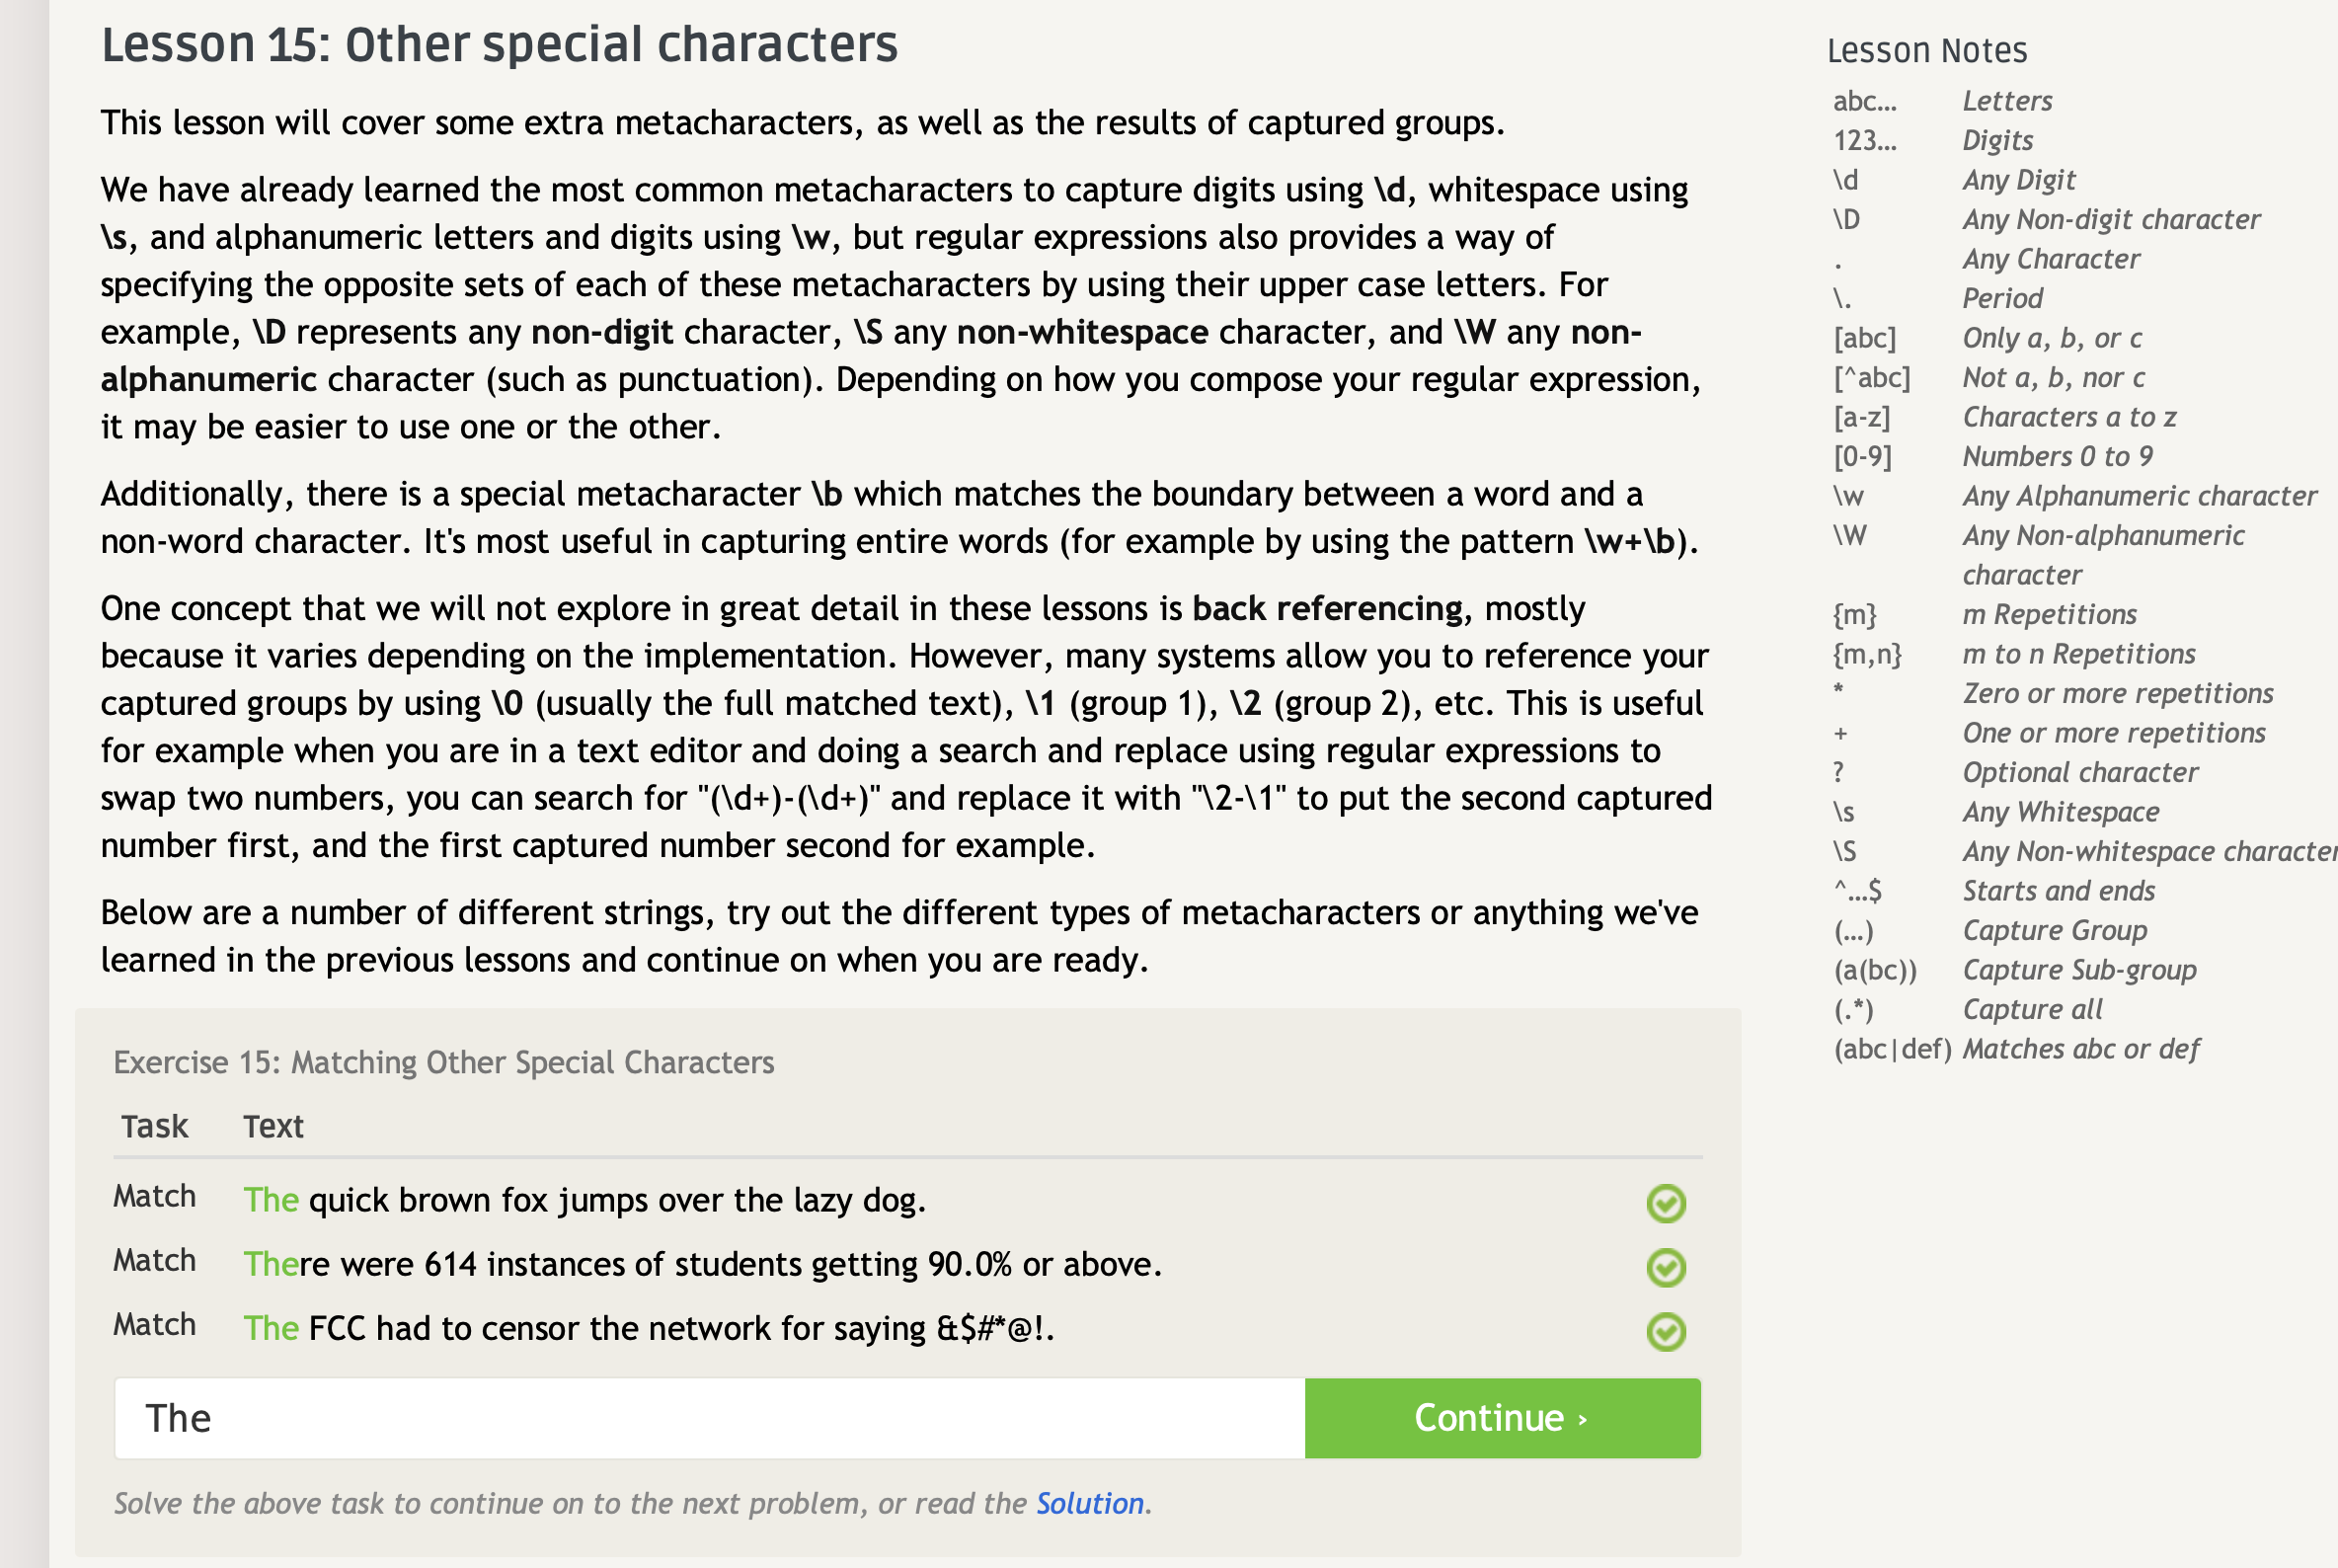 Lesson 15: Other special characters
This lesson will cover some extra metacharacters, as well as the results of captured groups.
We have already learned the most common metacharacters to capture digits using \d, whitespace using
\s, and alphanumeric letters and digits using \w, but regular expressions also provides a way of
specifying the opposite sets of each of these metacharacters by using their upper case letters. For
example, \D represents any non-digit character, \S any non-whitespace character, and \W any non-
alphanumeric character (such as punctuation). Depending on how you compose your regular expression,
it may be easier to use one or the other.
Additionally, there is a special metacharacter \b which matches the boundary between a word and a
non-word character. It's most useful in capturing entire words (for example by using the pattern \w+\b).
One concept that we will not explore in great detail in these lessons is back referencing, mostly
because it varies depending on the implementation. However, many systems allow you to reference your
captured groups by using \0 (usually the full matched text), \1 (group 1), \2 (group 2), etc. This is useful
for example when you are in a text editor and doing a search and replace using regular expressions to
swap two numbers, you can search for "(\d+)-(\d+)" and replace it with "\2-\1" to put the second captured
number first, and the first captured number second for example.
Below are a number of different strings, try out the different types of metacharacters or anything we've
learned in the previous lessons and continue on when you are ready.
Exercise 15: Matching Other Special Characters
Task Text
Match The quick brown fox jumps over the lazy dog.
Match There were 614 instances of students getting 90.0% or above.
Match The FCC had to censor the network for saying &$#*@!.
The
Continue ›
Solve the above task to continue on to the next problem, or read the Solution.
Lesson Notes
abc… Letters
123… Digits
\d Any Digit
\D Any Non-digit character
. Any Character
\. Period
[abc] Only a, b, or c
[^abc] Not a, b, nor c
[a-z] Characters a to z
[0-9] Numbers 0 to 9
\w Any Alphanumeric character
\W Any Non-alphanumeric
character
{m} m Repetitions
{m,n} m to n Repetitions
* Zero or more repetitions
+ One or more repetitions
? Optional character
\s Any Whitespace
\S Any Non-whitespace character
^…$ Starts and ends
(…) Capture Group
(a(bc)) Capture Sub-group
(.*) Capture all
(abc|def) Matches abc or def